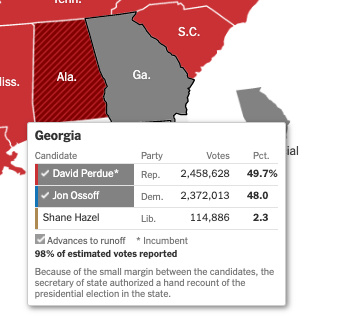 Tenn.
S.C.
iss.
Ala.
Ga.
ial
Georgia
Candidate Party Votes Pct.
✓ David Perdue* Rep. 2,458,628 49.7%
✓ Jon Ossoff Dem. 2,372,013 48.0
Shane Hazel Lib. 114,886 2.3
✓ Advances to runoff * Incumbent
98% of estimated votes reported
Because of the small margin between the candidates, the
secretary of state authorized a hand recount of the
presidential election in the state.